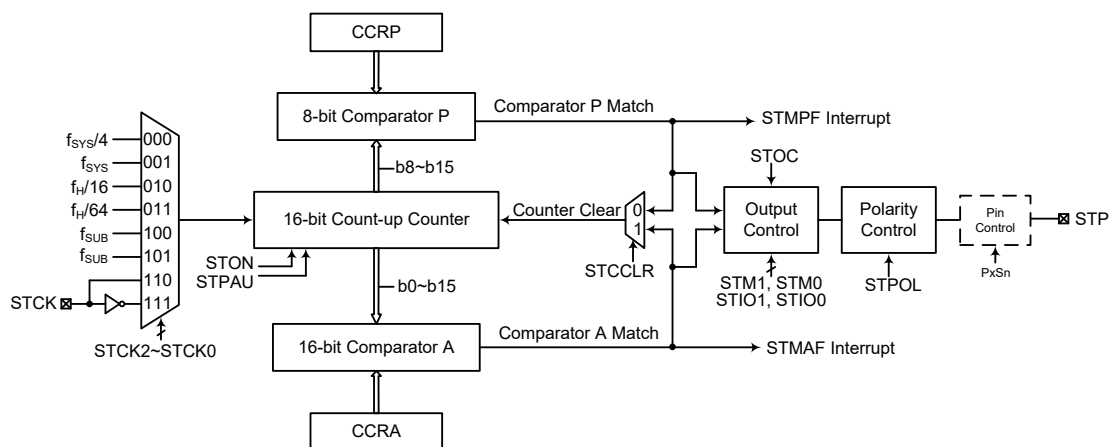 CCRP
8-bit Comparator P
Comparator P Match
STMPF Interrupt
b8~b15
fSYS/4
000
fSYS
001
fH/16
010
fH/64
011
fSUB
100
fSUB
101
110
111
STCK
STCK2~STCK0
16-bit Count-up Counter
STON
STPAU
Counter Clear
0
1
STCCLR
STOC
Output
Control
STM1, STM0
STIO1, STIO0
Polarity
Control
STPOL
Pin
Control
PxSn
STP
b0~b15
16-bit Comparator A
Comparator A Match
STMAF Interrupt
CCRA